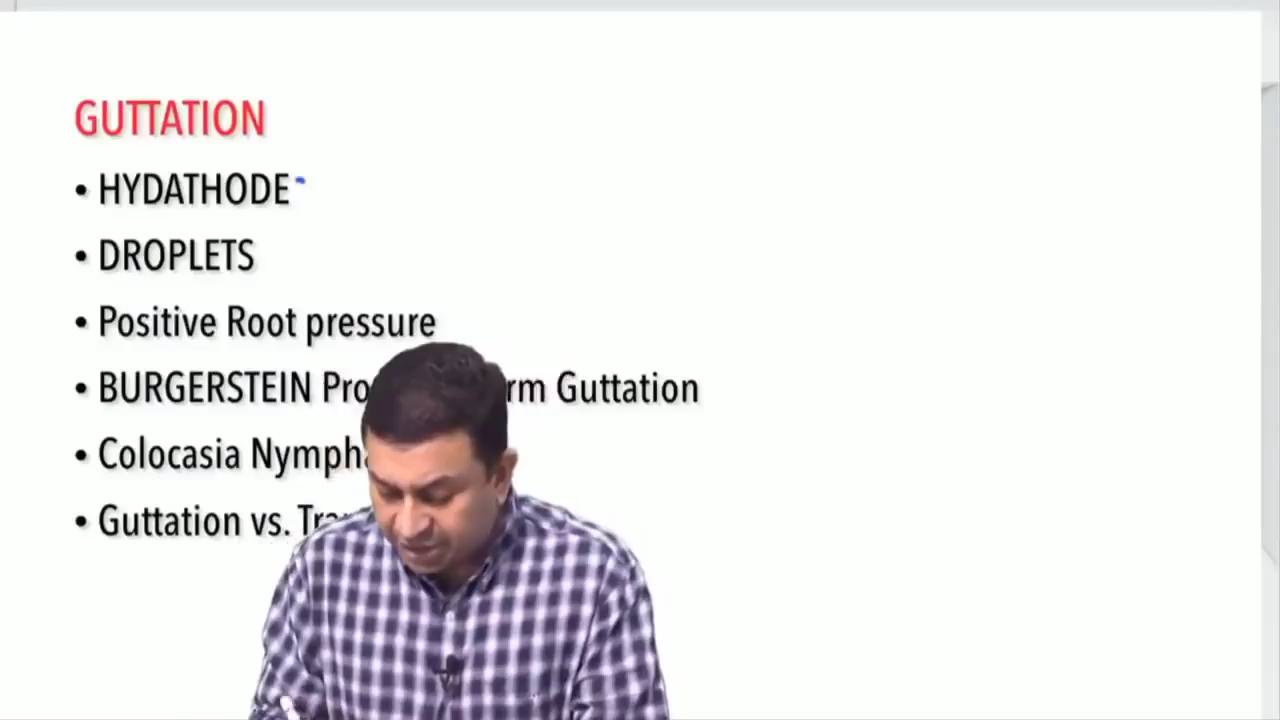 GUTTATION
• HYDATHODE
• DROPLETS
• Positive Root pressure
• BURGERSTEIN Guttation
• Colocasia
• Guttation vs.